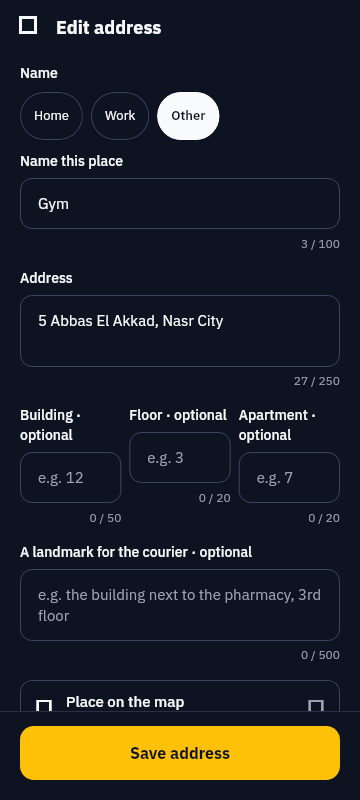 Edit address
Name
Home Work Other
Name this place
Gym
3 / 100
Address
5 Abbas El Akkad, Nasr City
27 / 250
Building · optional
e.g. 12
0 / 50
Floor · optional
e.g. 3
0 / 20
Apartment · optional
e.g. 7
0 / 20
A landmark for the courier · optional
e.g. the building next to the pharmacy, 3rd
floor
0 / 500
Place on the map
Save address